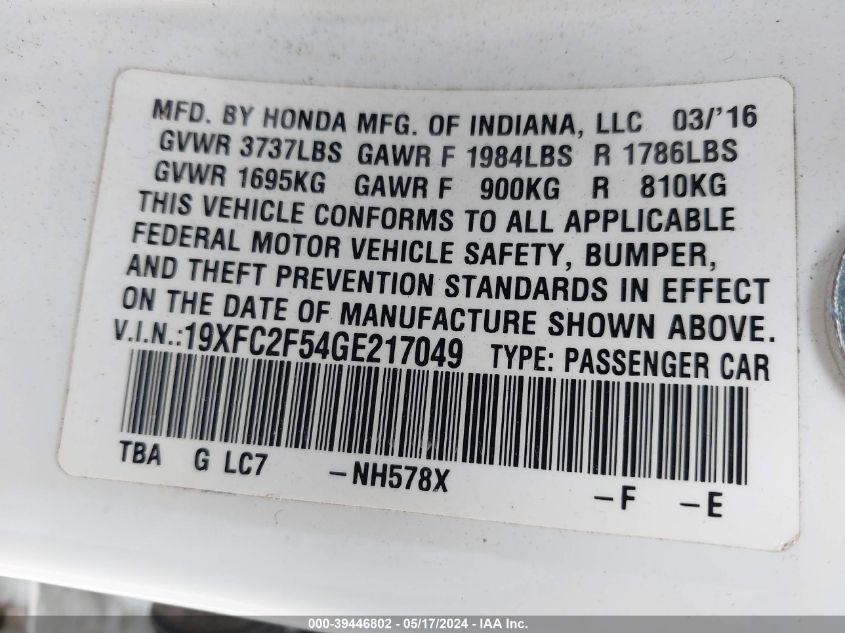 MFD. BY HONDA MFG. OF INDIANA, LLC 03/'16
GVWR 3737LBS GAWR F 1984LBS R 1786LBS
GVWR 1695KG GAWR F 900KG R 810KG
THIS VEHICLE CONFORMS TO ALL APPLICABLE
FEDERAL MOTOR VEHICLE SAFETY, BUMPER,
AND THEFT PREVENTION STANDARDS IN EFFECT
ON THE DATE OF MANUFACTURE SHOWN ABOVE.
V.I.N.:19XFC2F54GE217049 TYPE: PASSENGER CAR
TBA G LC7 -NH578X -F -E
000-39446802 - 05/17/2024 - IAA Inc.